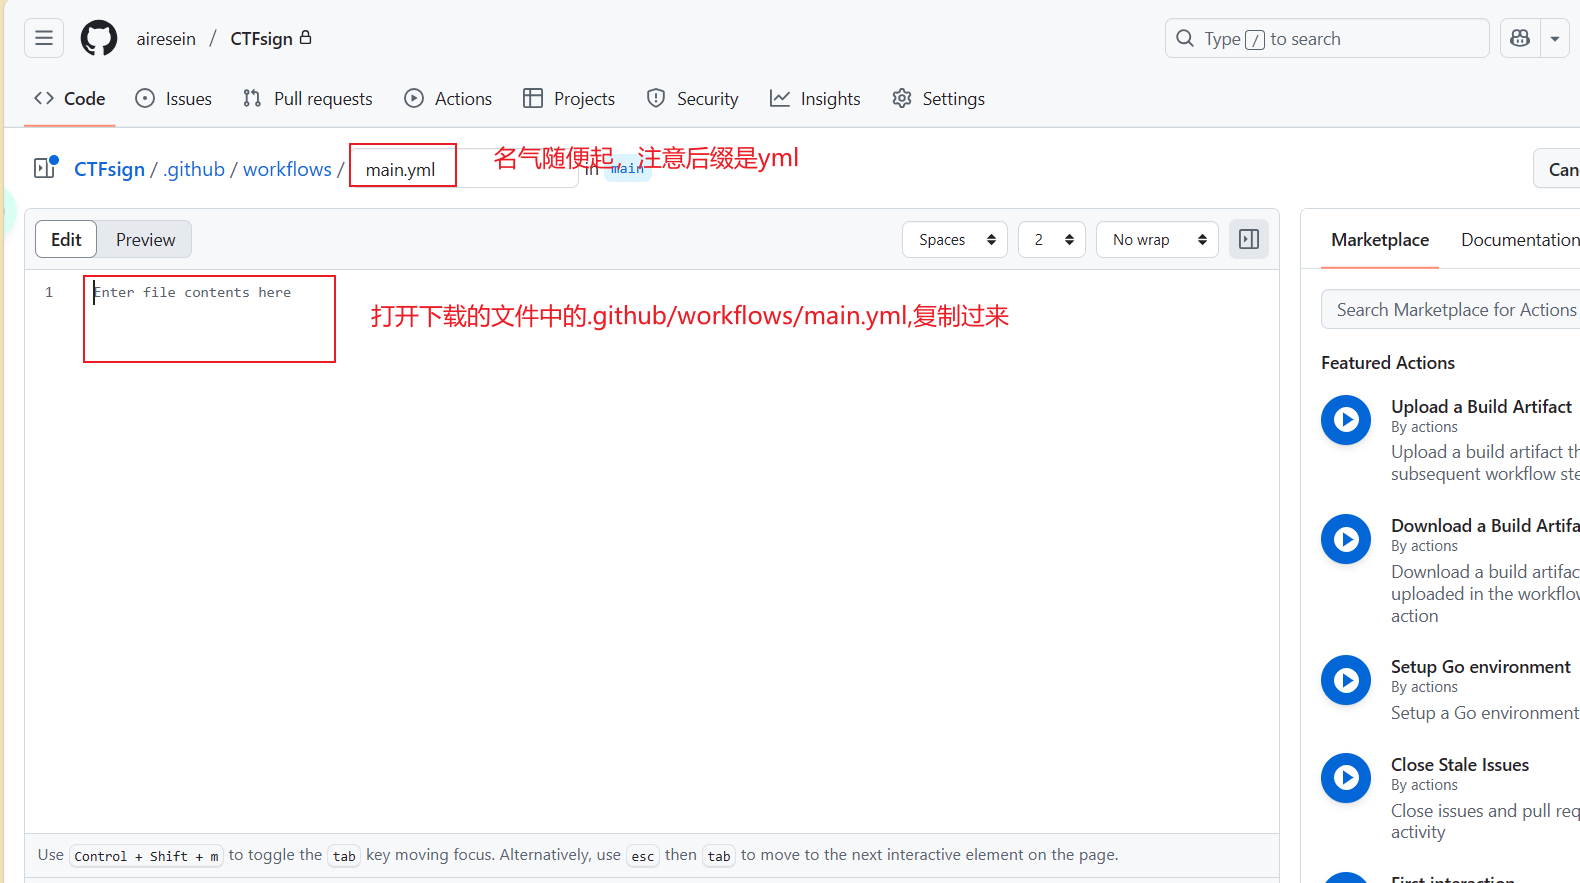 airesein / CTFsign
Type / to search
Code
Issues
Pull requests
Actions
Projects
Security
Insights
Settings
CTFsign / .github / workflows / main.yml in main
名气随便起，注意后缀是yml
Can
Edit
Preview
Spaces
2
No wrap
1
Enter file contents here
打开下载的文件中的.github/workflows/main.yml,复制过来
Use Control + Shift + m to toggle the tab key moving focus. Alternatively, use esc then tab to move to the next interactive element on the page.
Marketplace
Documentation
Search Marketplace for Actions
Featured Actions
Upload a Build Artifact
By actions
Upload a build artifact th
subsequent workflow ste
Download a Build Artifa
By actions
Download a build artifac
uploaded in the workflow
action
Setup Go environment
By actions
Setup a Go environment
Close Stale Issues
By actions
Close issues and pull req
activity
First interaction